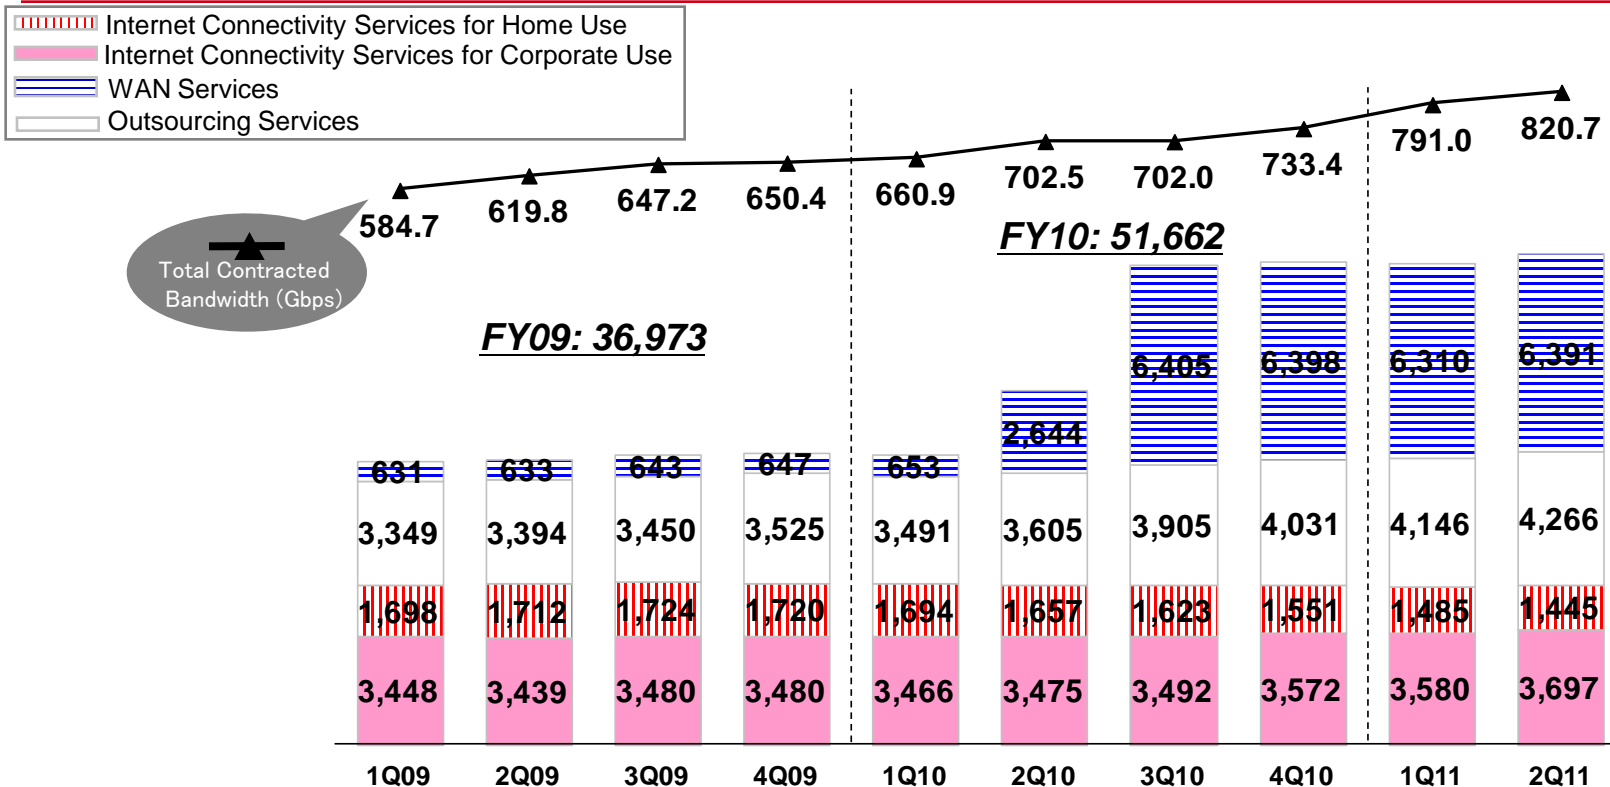 Internet Connectivity Services for Home Use
Internet Connectivity Services for Corporate Use
WAN Services
Outsourcing Services
584.7 619.8 647.2 650.4 660.9 702.5 702.0 733.4 791.0 820.7
Total Contracted
Bandwidth (Gbps)
FY09: 36,973
FY10: 51,662
631 633 643 647 653 2,644 6,405 6,398 6,310 6,391
3,349 3,394 3,450 3,525 3,491 3,605 3,905 4,031 4,146 4,266
1,698 1,712 1,724 1,720 1,694 1,657 1,623 1,551 1,485 1,445
3,448 3,439 3,480 3,480 3,466 3,475 3,492 3,572 3,580 3,697
1Q09 2Q09 3Q09 4Q09 1Q10 2Q10 3Q10 4Q10 1Q11 2Q11